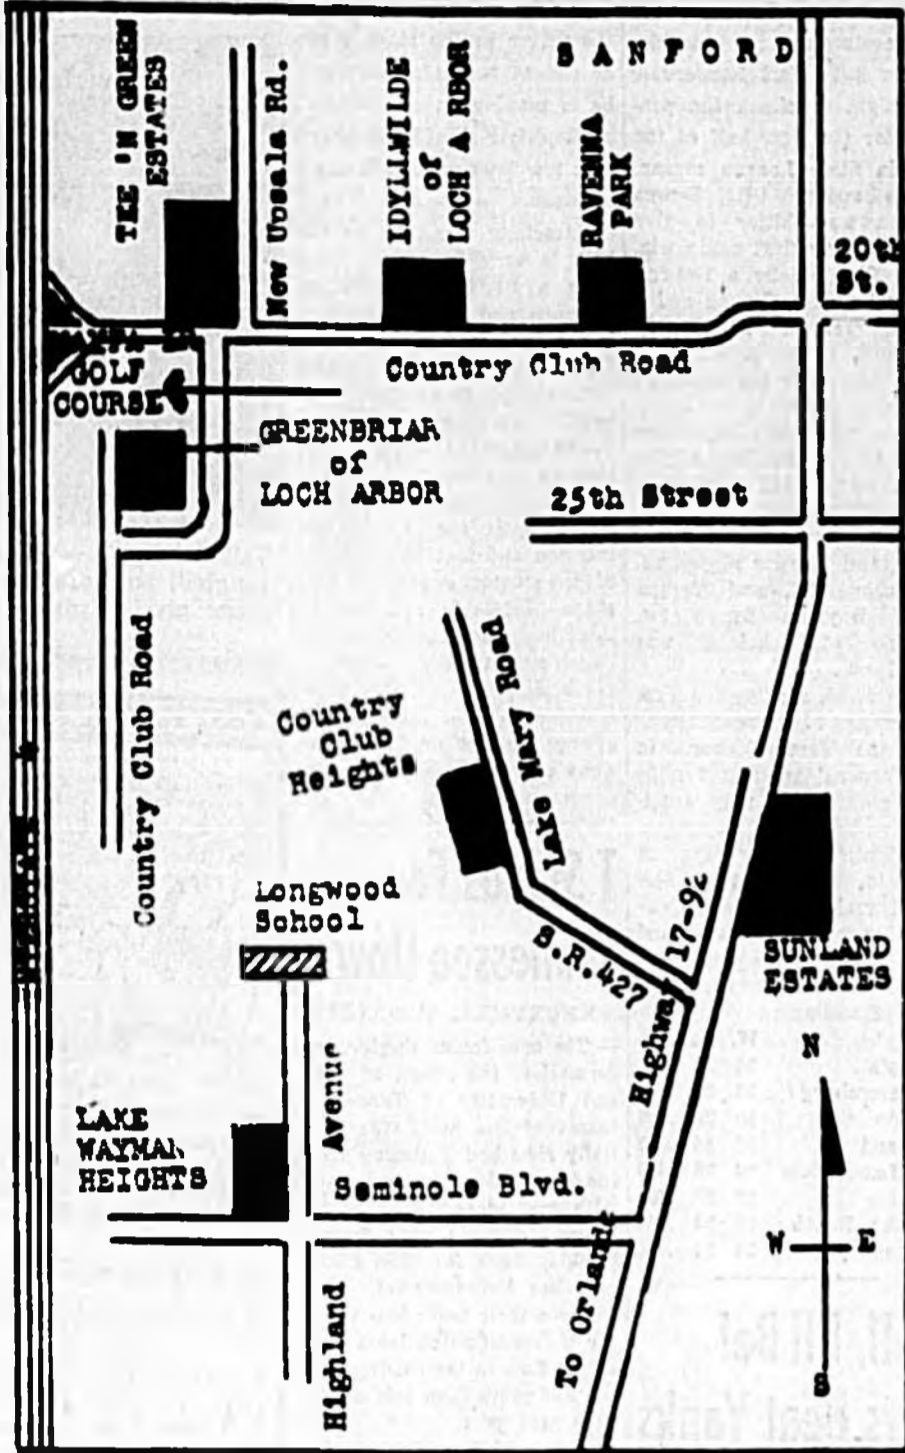 SANFORD
TEE 'N GREEN
ESTATES
New Upsala Rd.
IDYLLWILDE
of
LOCH ARBOR
RAVENNA
PARK
20th
St.
GOLF
COURSE
Country Club Road
GREENBRIAR
of
LOCH ARBOR
25th Street
Country Club Road
Country
Club
Heights
Lake Mary Road
Longwood
School
S.R.427
Highway 17-92
SUNLAND
ESTATES
N
W E
S
LAKE
WAYMAN
HEIGHTS
Seminole Blvd.
Highland Avenue
To Orlando